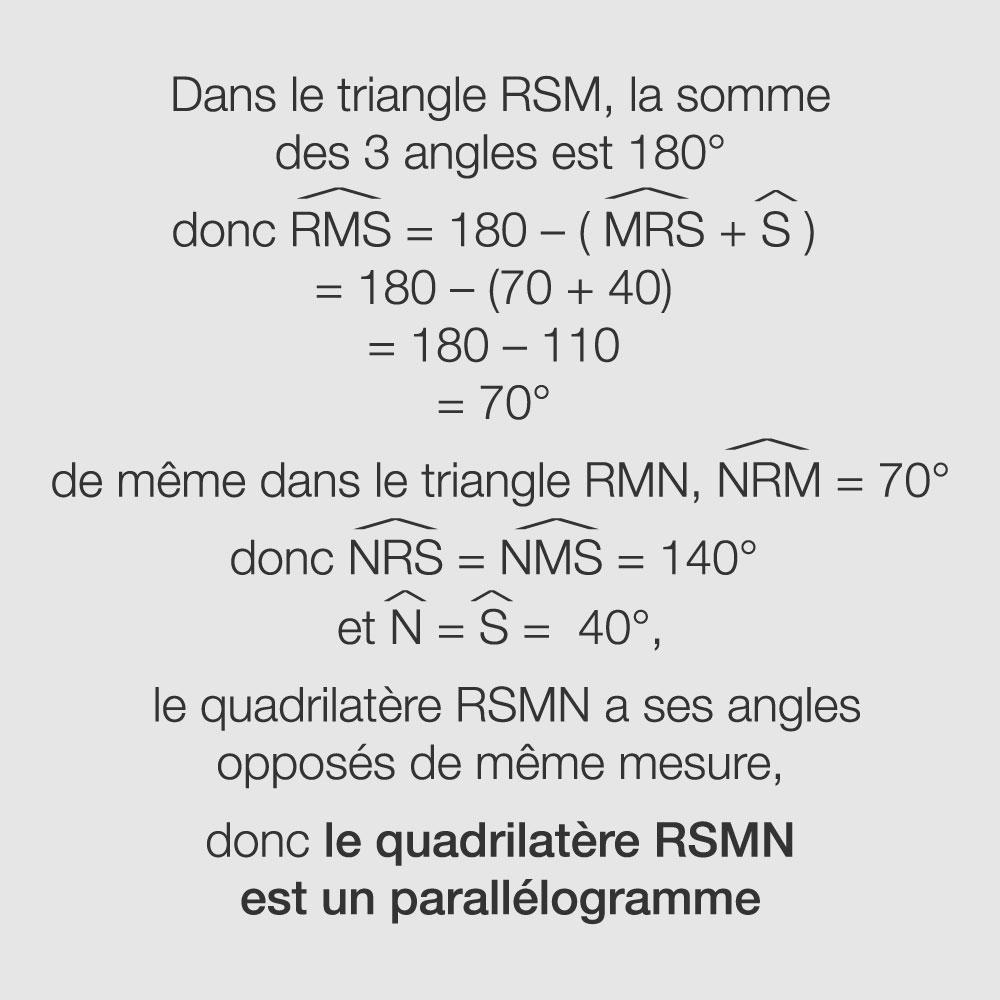 Dans le triangle RSM, la somme
des 3 angles est 180°
donc \widehat{RMS} = 180 – ( \widehat{MRS} + \widehat{S} )
= 180 – (70 + 40)
= 180 – 110
= 70°
de même dans le triangle RMN, \widehat{NRM} = 70°
donc \widehat{NRS} = \widehat{NMS} = 140°
et \widehat{N} = \widehat{S} = 40°,
le quadrilatère RSMN a ses angles
opposés de même mesure,
donc le quadrilatère RSMN
est un parallélogramme